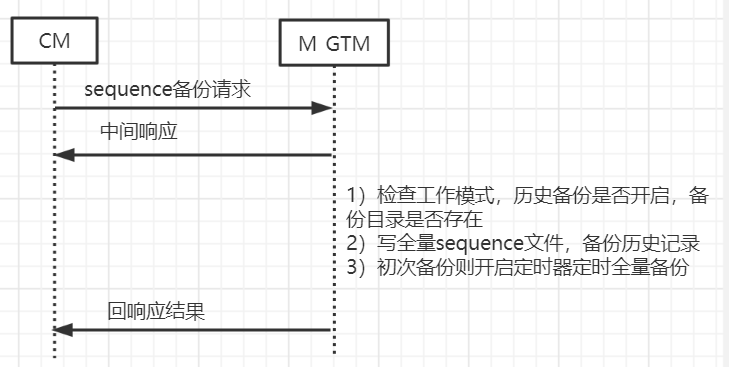 CM
M GTM
sequence备份请求
中间响应
1）检查工作模式，历史备份是否开启，备
份目录是否存在
2）写全量sequence文件，备份历史记录
3）初次备份则开启定时器定时全量备份
回响应结果